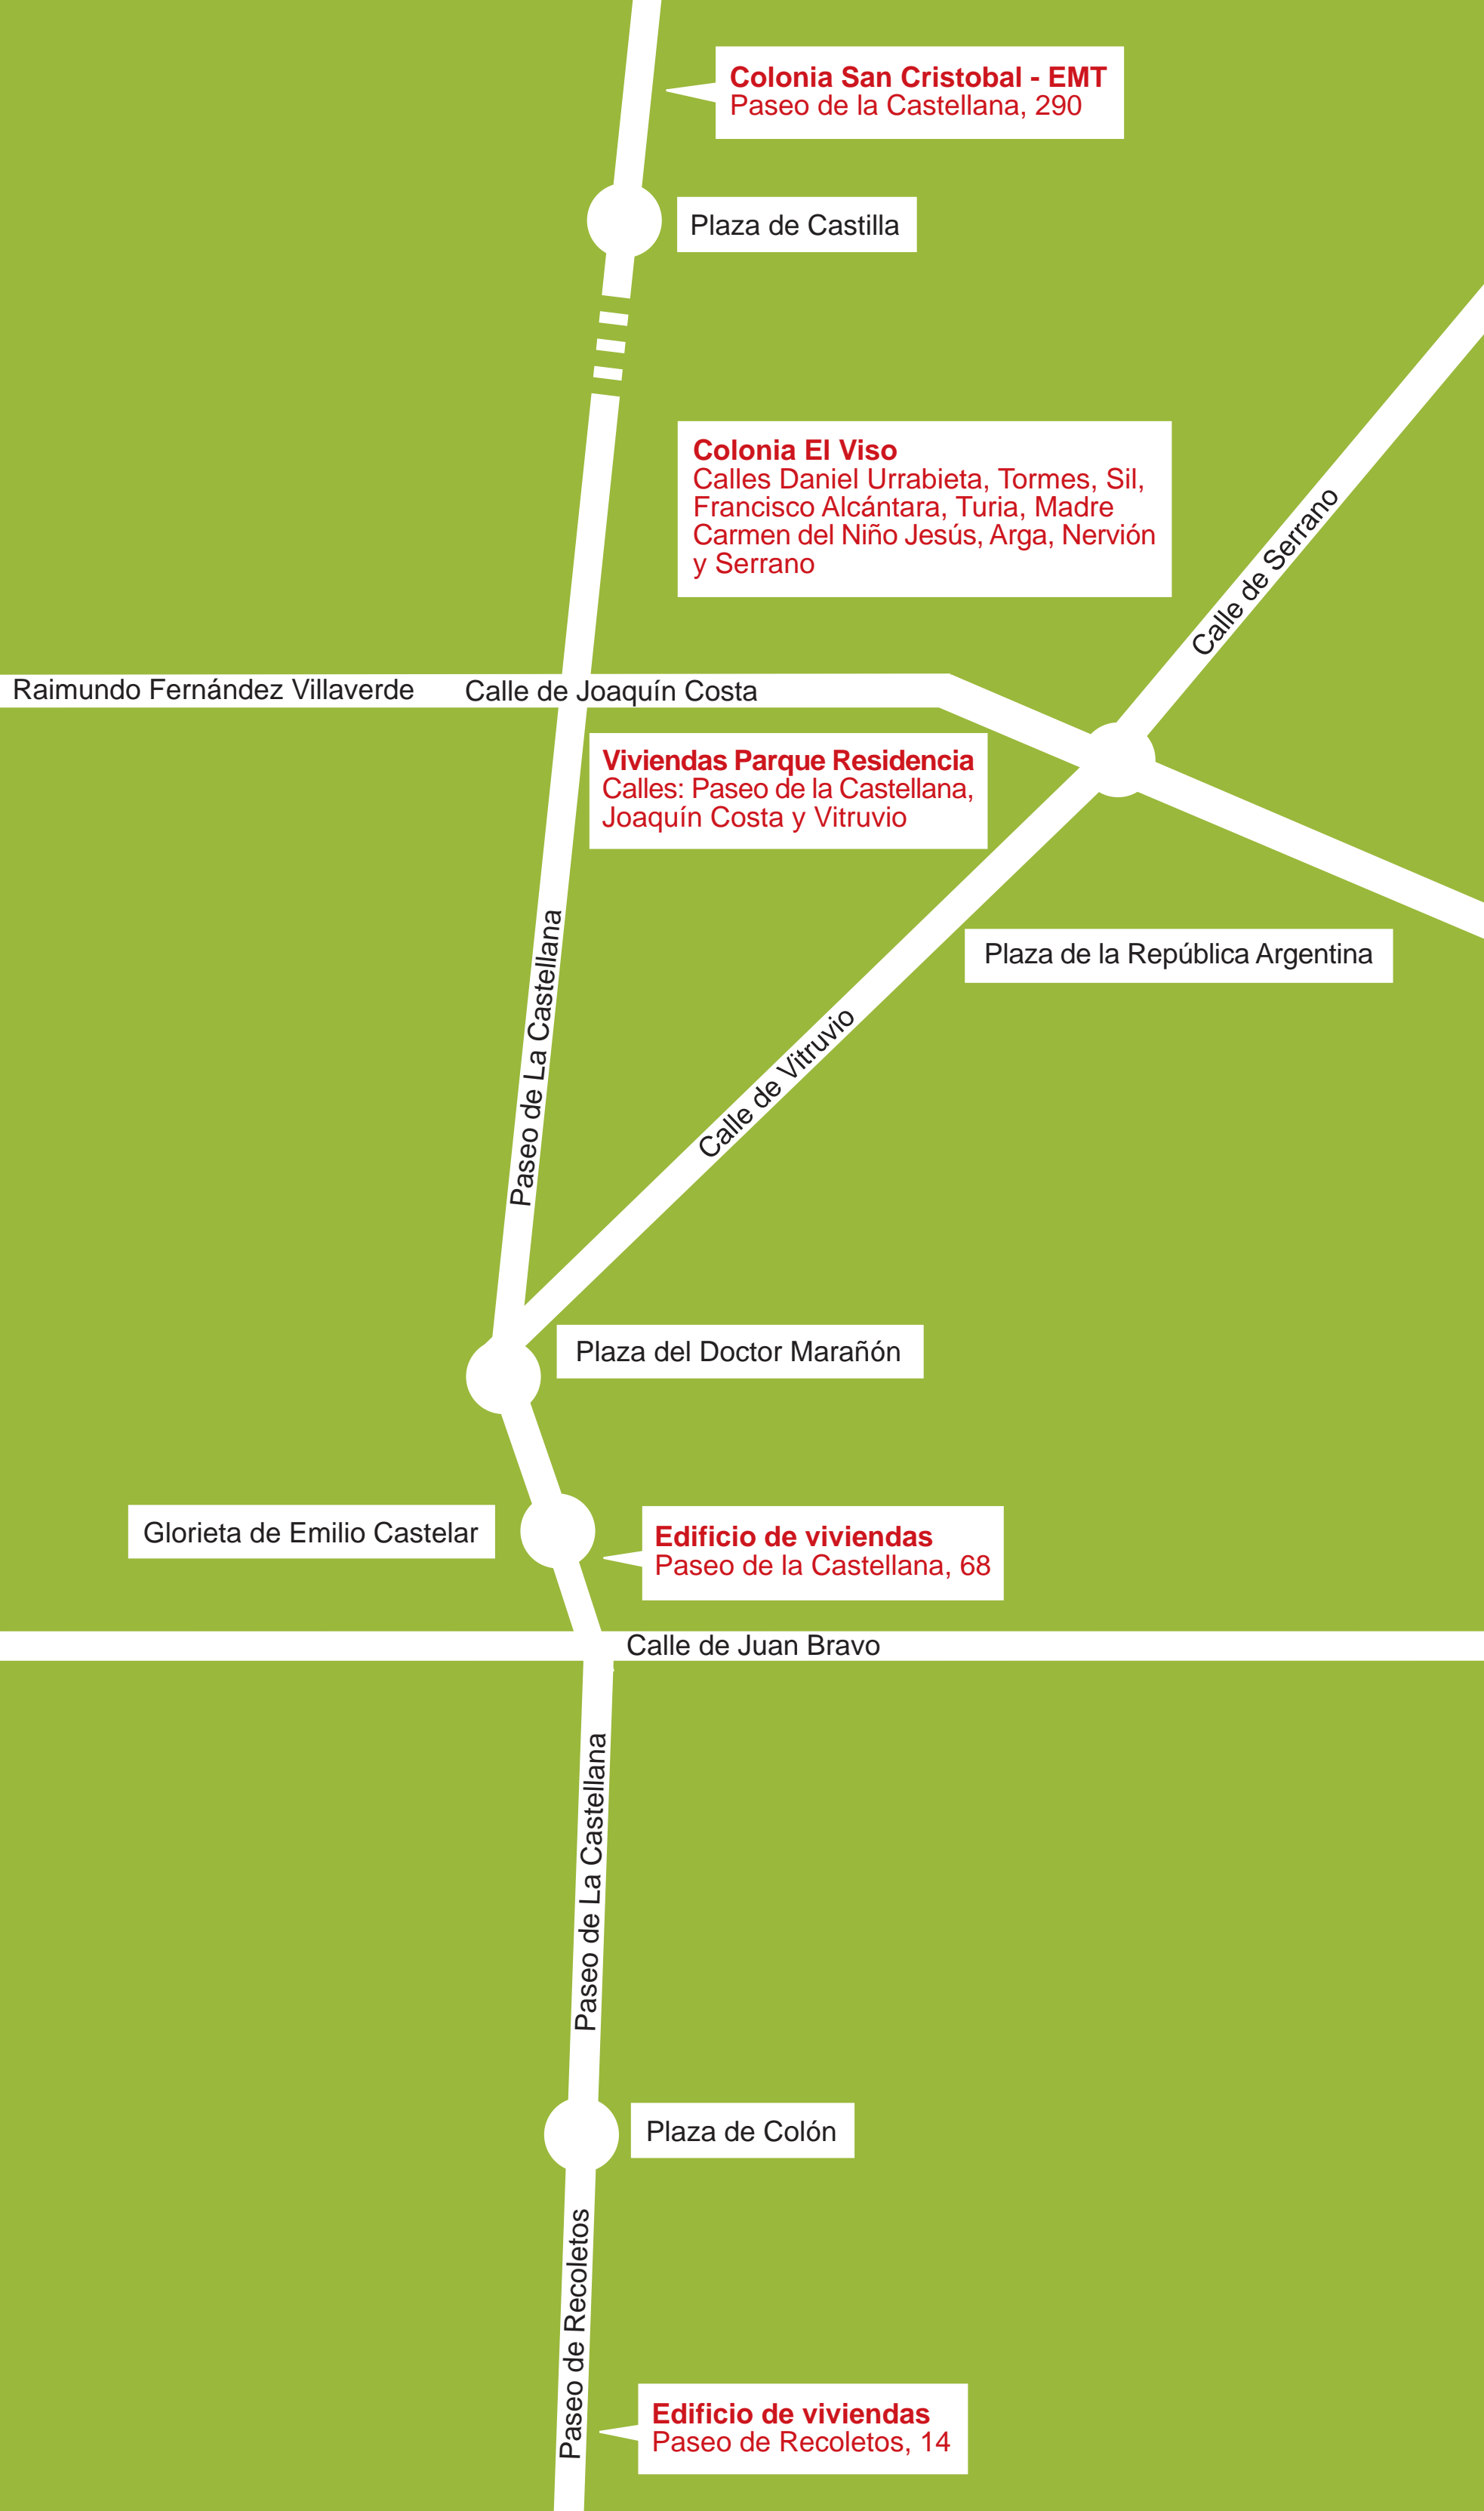 Colonia San Cristobal - EMT
Paseo de la Castellana, 290
Plaza de Castilla
Colonia El Viso
Calles Daniel Urrabieta, Tormes, Sil,
Francisco Alcántara, Turia, Madre
Carmen del Niño Jesús, Arga, Nervión
y Serrano
Calle de Serrano
Raimundo Fernández Villaverde
Calle de Joaquín Costa
Viviendas Parque Residencia
Calles: Paseo de la Castellana,
Joaquín Costa y Vitruvio
Paseo de La Castellana
Plaza de la República Argentina
Calle de Vitruvio
Plaza del Doctor Marañón
Glorieta de Emilio Castelar
Edificio de viviendas
Paseo de la Castellana, 68
Calle de Juan Bravo
Paseo de La Castellana
Plaza de Colón
Paseo de Recoletos
Edificio de viviendas
Paseo de Recoletos, 14